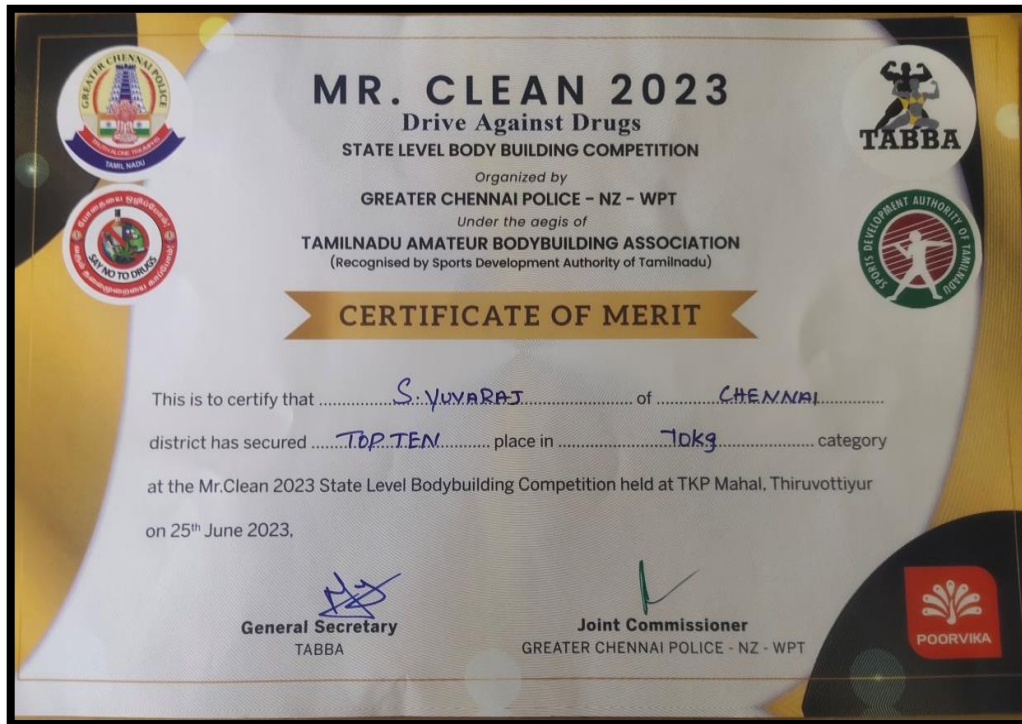 GREATER CHENNAI POLICE
TRUTH ALONE TRIUMPHS
TAMIL NADU
MR. CLEAN 2023
Drive Against Drugs
STATE LEVEL BODY BUILDING COMPETITION
Organized by
GREATER CHENNAI POLICE - NZ - WPT
Under the aegis of
TAMILNADU AMATEUR BODYBUILDING ASSOCIATION
(Recognised by Sports Development Authority of Tamilnadu)
TABBA
SAY NO TO DRUGS
SPORTS DEVELOPMENT AUTHORITY OF TAMILNADU
CERTIFICATE OF MERIT
This is to certify that S. YUVARAJ of CHENNAI
district has secured TOP TEN place in 70kg category
at the Mr.Clean 2023 State Level Bodybuilding Competition held at TKP Mahal, Thiruvottiyur
on 25th June 2023,
General Secretary
TABBA
Joint Commissioner
GREATER CHENNAI POLICE - NZ - WPT
POORVIKA